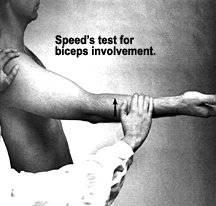 Speed's test for
biceps involvement.